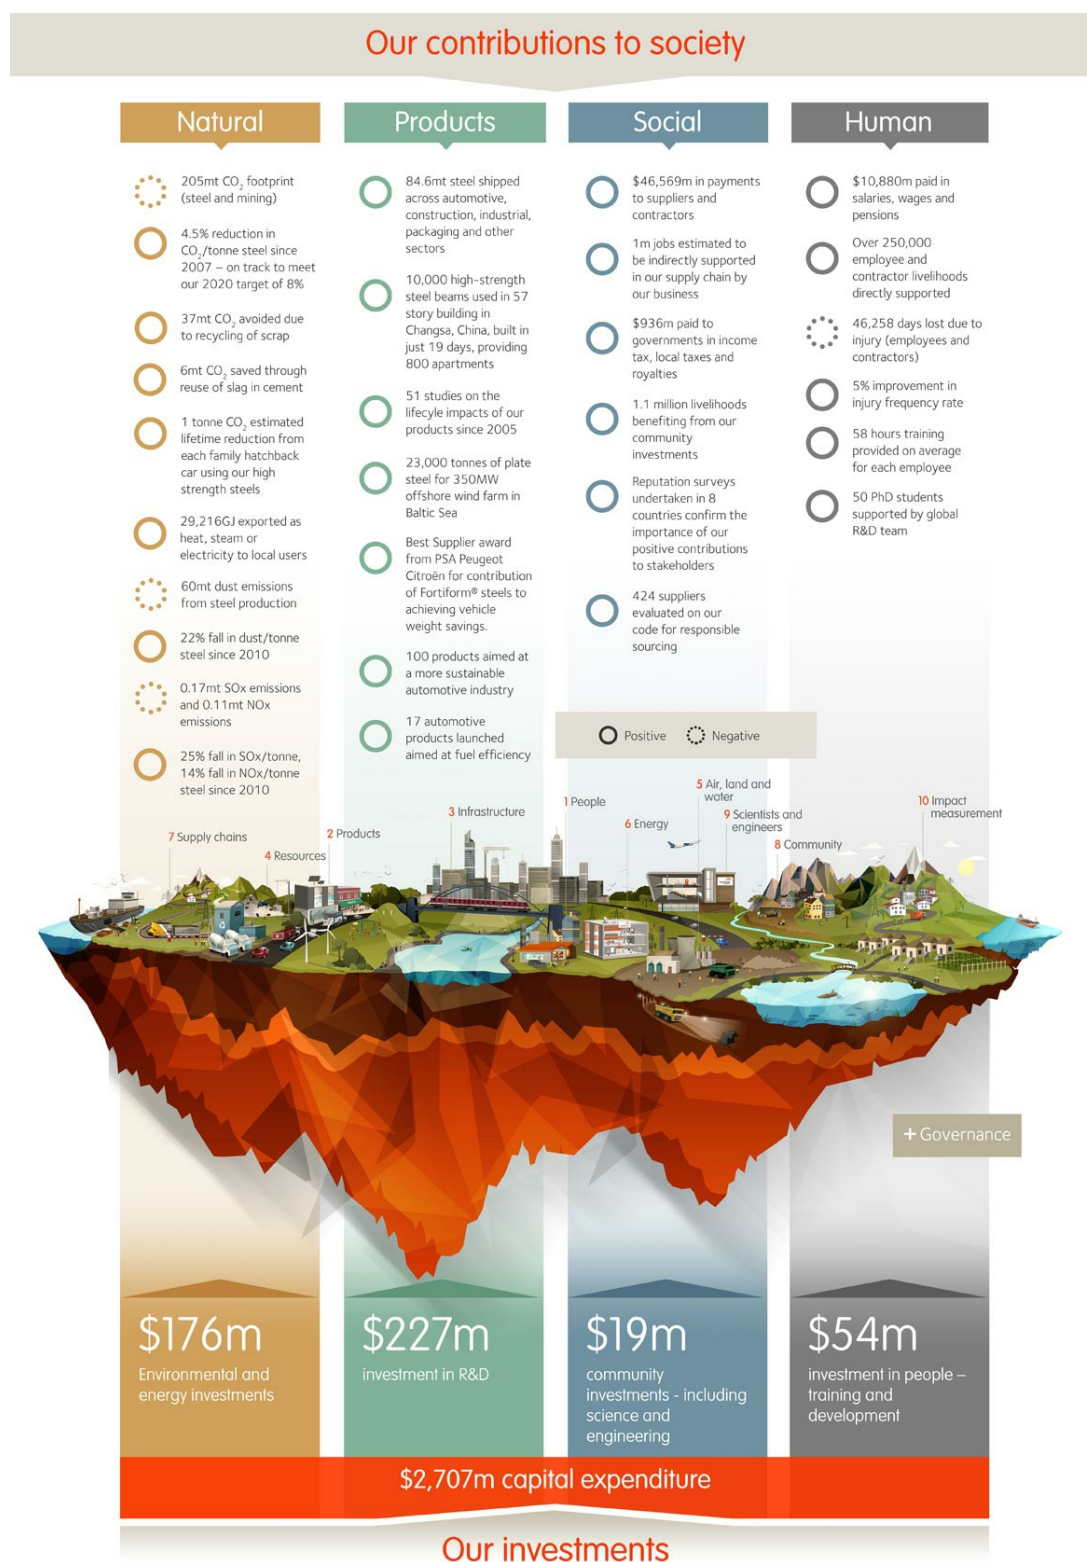 Our contributions to society
Natural
205mt CO₂ footprint
(steel and mining)
4.5% reduction in
CO₂/tonne steel since
2007 – on track to meet
our 2020 target of 8%
37mt CO₂ avoided due
to recycling of scrap
6mt CO₂ saved through
reuse of slag in cement
1 tonne CO₂ estimated
lifetime reduction from
each family hatchback
car using our high
strength steels
29,216GJ exported as
heat, steam or
electricity to local users
60mt dust emissions
from steel production
22% fall in dust/tonne
steel since 2010
0.17mt SOx emissions
and 0.11mt NOx
emissions
25% fall in SOx/tonne,
14% fall in NOx/tonne
steel since 2010
Products
84.6mt steel shipped
across automotive,
construction, industrial,
packaging and other
sectors
10,000 high-strength
steel beams used in 57
story building in
Changsa, China, built in
just 19 days, providing
800 apartments
51 studies on the
lifecyle impacts of our
products since 2005
23,000 tonnes of plate
steel for 350MW
offshore wind farm in
Baltic Sea
Best Supplier award
from PSA Peugeot
Citroën for contribution
of Fortiform® steels to
achieving vehicle
weight savings.
100 products aimed at
a more sustainable
automotive industry
17 automotive
products launched
aimed at fuel efficiency
Social
$46,569m in payments
to suppliers and
contractors
1m jobs estimated to
be indirectly supported
in our supply chain by
our business
$936m paid to
governments in income
tax, local taxes and
royalties
1.1 million livelihoods
benefiting from our
community
investments
Reputation surveys
undertaken in 8
countries confirm the
importance of our
positive contributions
to stakeholders
424 suppliers
evaluated on our
code for responsible
sourcing
Human
$10,880m paid in
salaries, wages and
pensions
Over 250,000
employee and
contractor livelihoods
directly supported
46,258 days lost due to
injury (employees and
contractors)
5% improvement in
injury frequency rate
58 hours training
provided on average
for each employee
50 PhD students
supported by global
R&D team
Positive Negative
7 Supply chains
4 Resources
2 Products
3 Infrastructure
1 People
6 Energy
5 Air, land and
water
9 Scientists and
engineers
8 Community
10 Impact
measurement
+ Governance
$176m
Environmental and
energy investments
$227m
investment in R&D
$19m
community
investments - including
science and
engineering
$54m
investment in people –
training and
development
$2,707m capital expenditure
Our investments